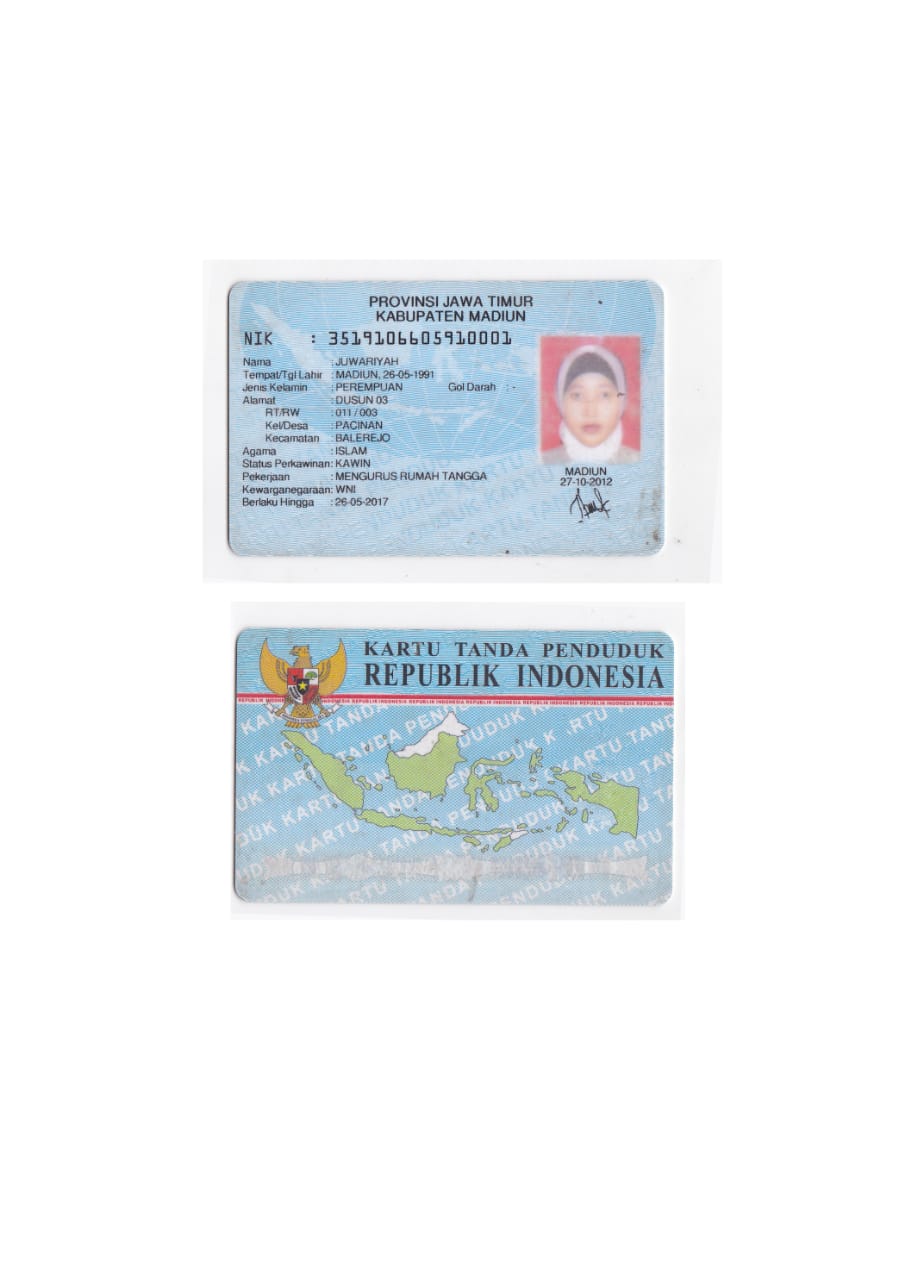 PROVINSI JAWA TIMUR
KABUPATEN MADIUN
NIK : 3519106605910001
Nama : JUWARIYAH
Tempat/Tgl Lahir : MADIUN, 26-05-1991
Jenis Kelamin : PEREMPUAN Gol Darah : -
Alamat : DUSUN 03
RT/RW : 011 / 003
Kel/Desa : PACINAN
Kecamatan : BALEREJO
Agama : ISLAM
Status Perkawinan: KAWIN
Pekerjaan : MENGURUS RUMAH TANGGA
Kewarganegaraan: WNI
Berlaku Hingga : 26-05-2017
MADIUN
27-10-2012
KARTU TANDA PENDUDUK
REPUBLIK INDONESIA
REPUBLIK INDONESIA REPUBLIK INDONESIA REPUBLIK INDONESIA REPUBLIK INDONESIA REPUBLIK INDONESIA REPUBLIK INDONESIA
KARTU TANDA PENDUDUK KARTU TANDA PENDUDUK